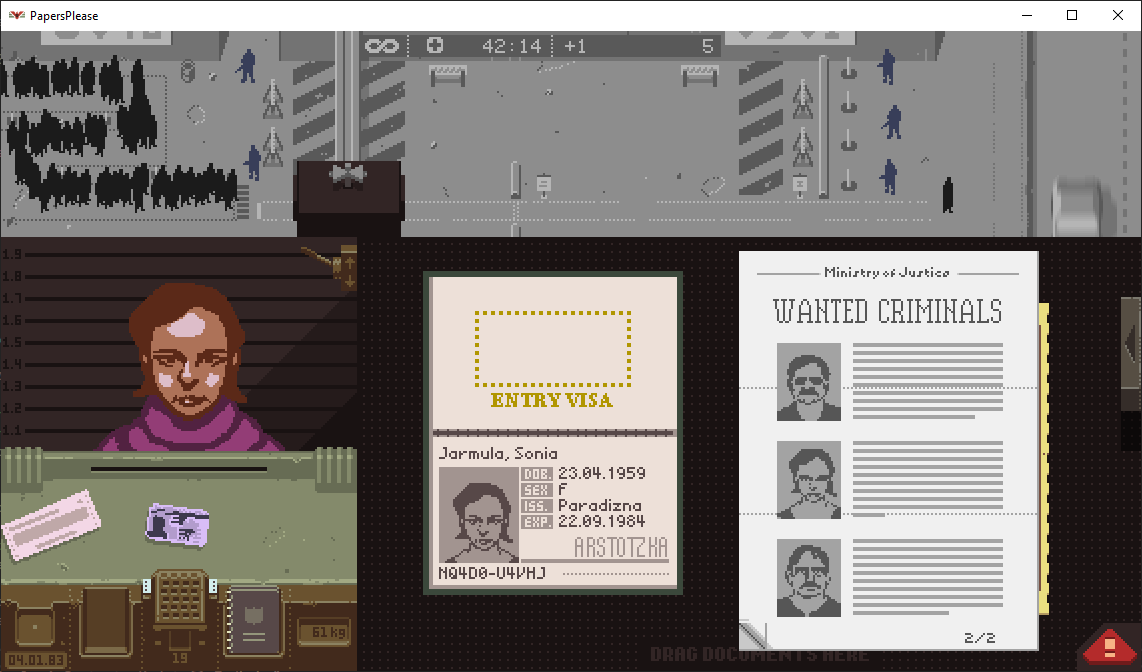 PapersPlease
42:14 +1 5
1.9
1.8
1.7
1.6
1.5
1.4
1.3
1.2
1.1
ENTRY VISA
Jarmula, Sonia
DOB. 23.04.1959
SEX F
ISS. Paradizna
EXP. 22.09.1984
ARSTOTZKA
NQ4D0-U4VHJ
Ministry of Justice
WANTED CRIMINALS
2/2
61 kg
04.01.83
19
DRAG DOCUMENTS HERE